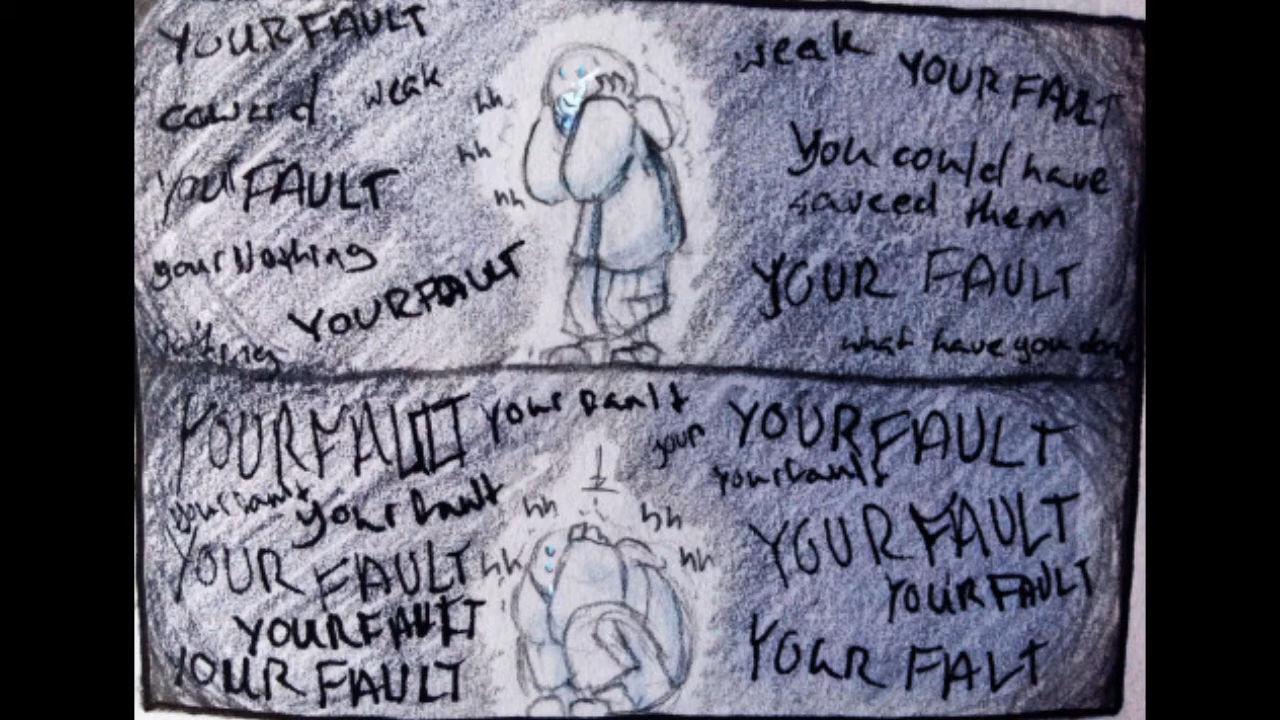 YOUR FAULT
coward weak
your FAULT
your Nothing
YOUR FAULT
Nothing
hh
hh
hh
weak YOUR FAULT
You could have
saveed them
YOUR FAULT
what have you done
YOUR FAULT your fault
your fault your fault
YOUR FAULT
YOUR FAULT
YOUR FAULT
hh hh
hh hh
your YOUR FAULT
your fault
YOUR FAULT
YOUR FAULT
YOUR FALT